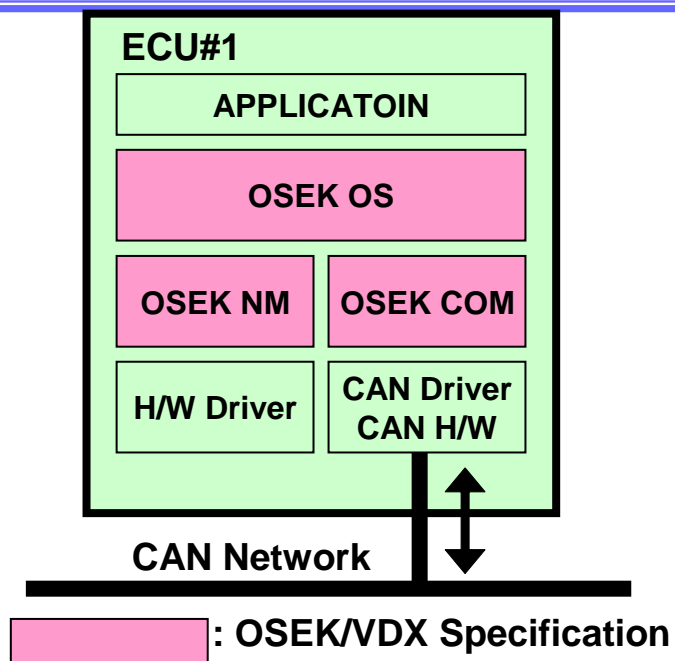 ECU#1
APPLICATOIN
OSEK OS
OSEK NM
OSEK COM
H/W Driver
CAN Driver
CAN H/W
CAN Network
: OSEK/VDX Specification